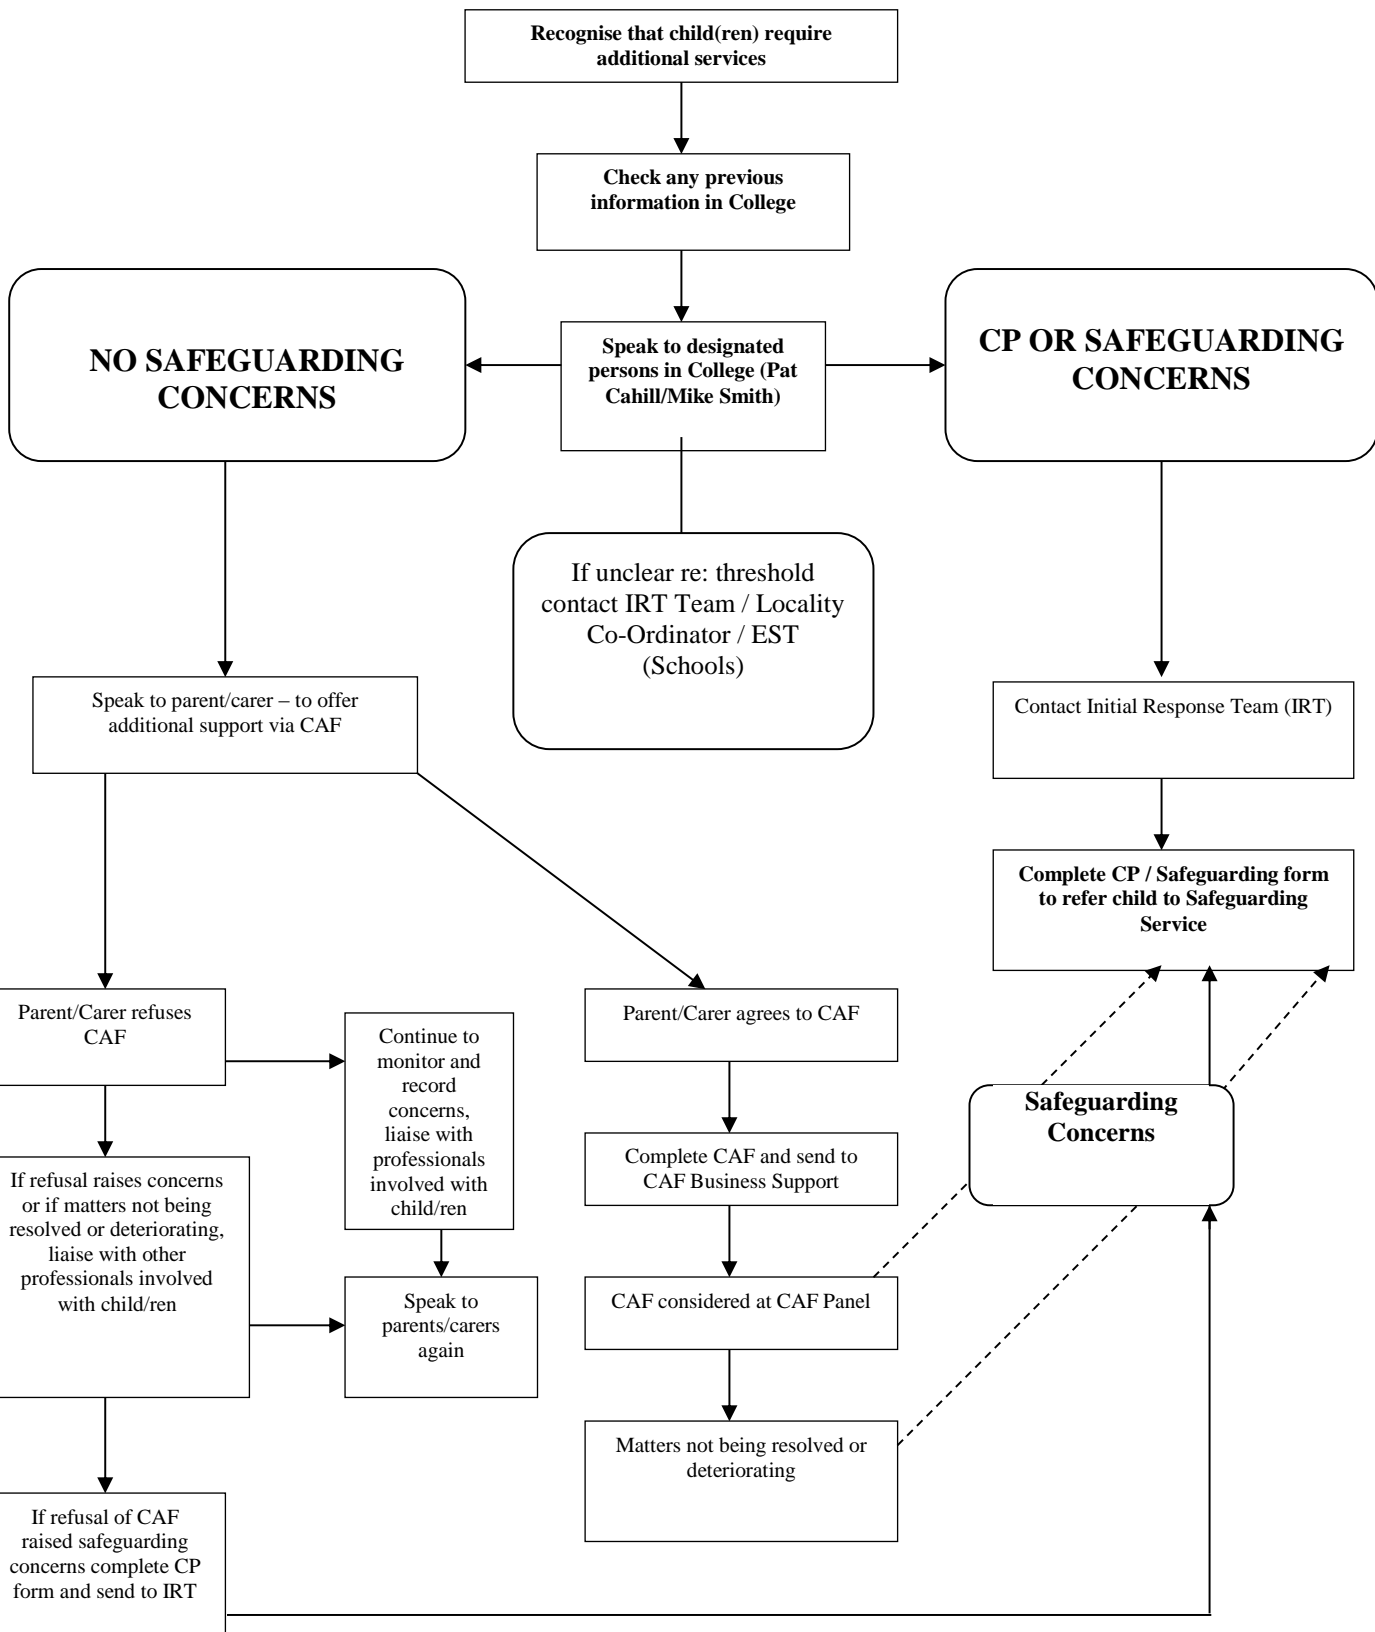 Recognise that child(ren) require
additional services
Check any previous
information in College
NO SAFEGUARDING
CONCERNS
Speak to designated
persons in College (Pat
Cahill/Mike Smith)
CP OR SAFEGUARDING
CONCERNS
If unclear re: threshold
contact IRT Team / Locality
Co-Ordinator / EST
(Schools)
Speak to parent/carer – to offer
additional support via CAF
Contact Initial Response Team (IRT)
Complete CP / Safeguarding form
to refer child to Safeguarding
Service
Parent/Carer refuses
CAF
Continue to
monitor and
record
concerns,
liaise with
professionals
involved with
child/ren
Parent/Carer agrees to CAF
Safeguarding
Concerns
Complete CAF and send to
CAF Business Support
If refusal raises concerns
or if matters not being
resolved or deteriorating,
liaise with other
professionals involved
with child/ren
Speak to
parents/carers
again
CAF considered at CAF Panel
Matters not being resolved or
deteriorating
If refusal of CAF
raised safeguarding
concerns complete CP
form and send to IRT